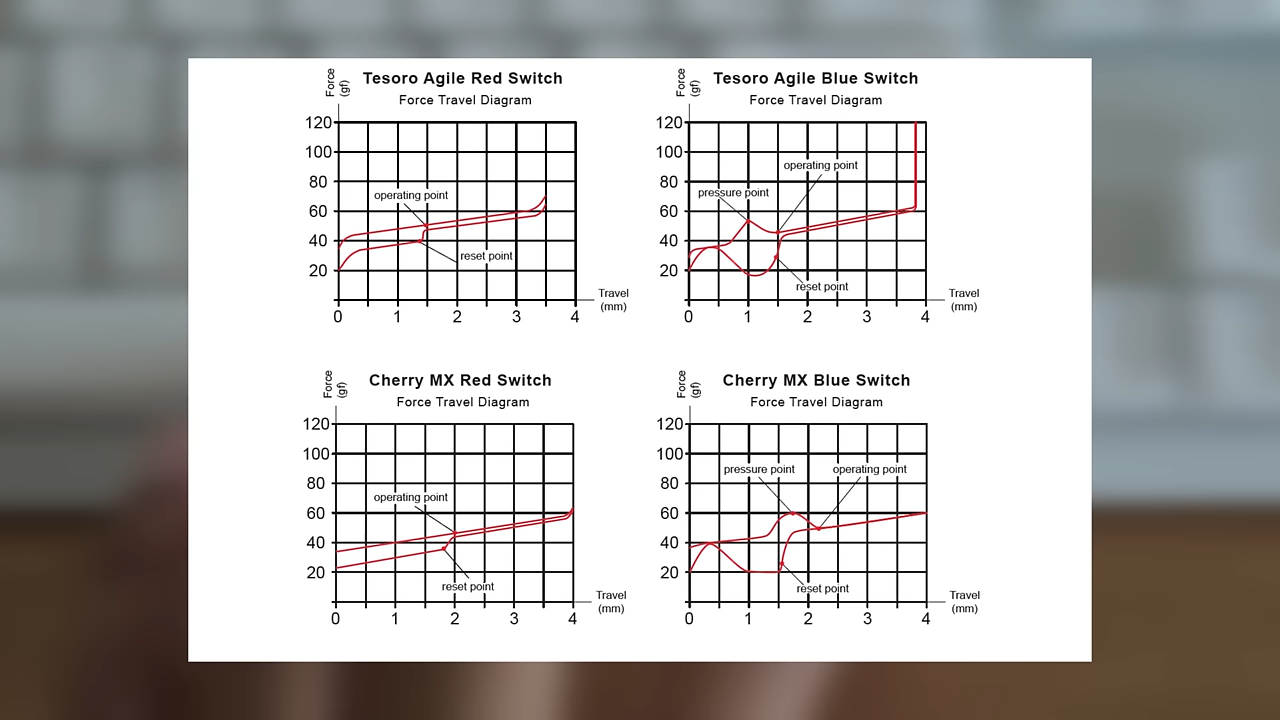 Force
(gf)
Tesoro Agile Red Switch
Force Travel Diagram
120
100
80
60
40
20
operating point
reset point
0 1 2 3 4
Travel
(mm)
Force
(gf)
Tesoro Agile Blue Switch
Force Travel Diagram
120
100
80
60
40
20
operating point
pressure point
reset point
0 1 2 3 4
Travel
(mm)
Force
(gf)
Cherry MX Red Switch
Force Travel Diagram
120
100
80
60
40
20
operating point
reset point
0 1 2 3 4
Travel
(mm)
Force
(gf)
Cherry MX Blue Switch
Force Travel Diagram
120
100
80
60
40
20
pressure point
operating point
reset point
0 1 2 3 4
Travel
(mm)